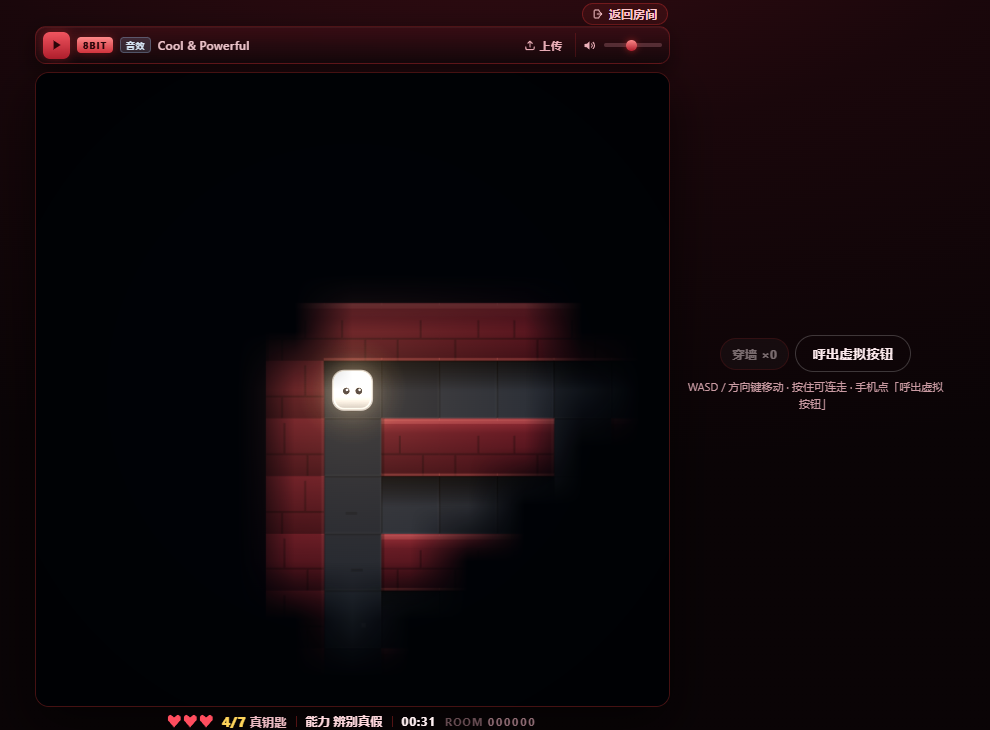 返回房间
8BIT 音效 Cool & Powerful 上传
穿墙 ×0 呼出虚拟按钮
WASD / 方向键移动 · 按住可连走 · 手机点「呼出虚拟
按钮」
4/7 真钥匙 能力 辨别真假 00:31 ROOM 000000